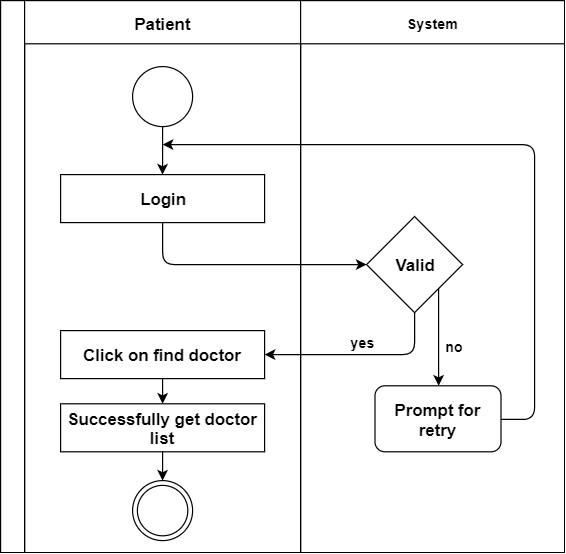 Patient
System
Login
Valid
yes
no
Click on find doctor
Prompt for
retry
Successfully get doctor
list